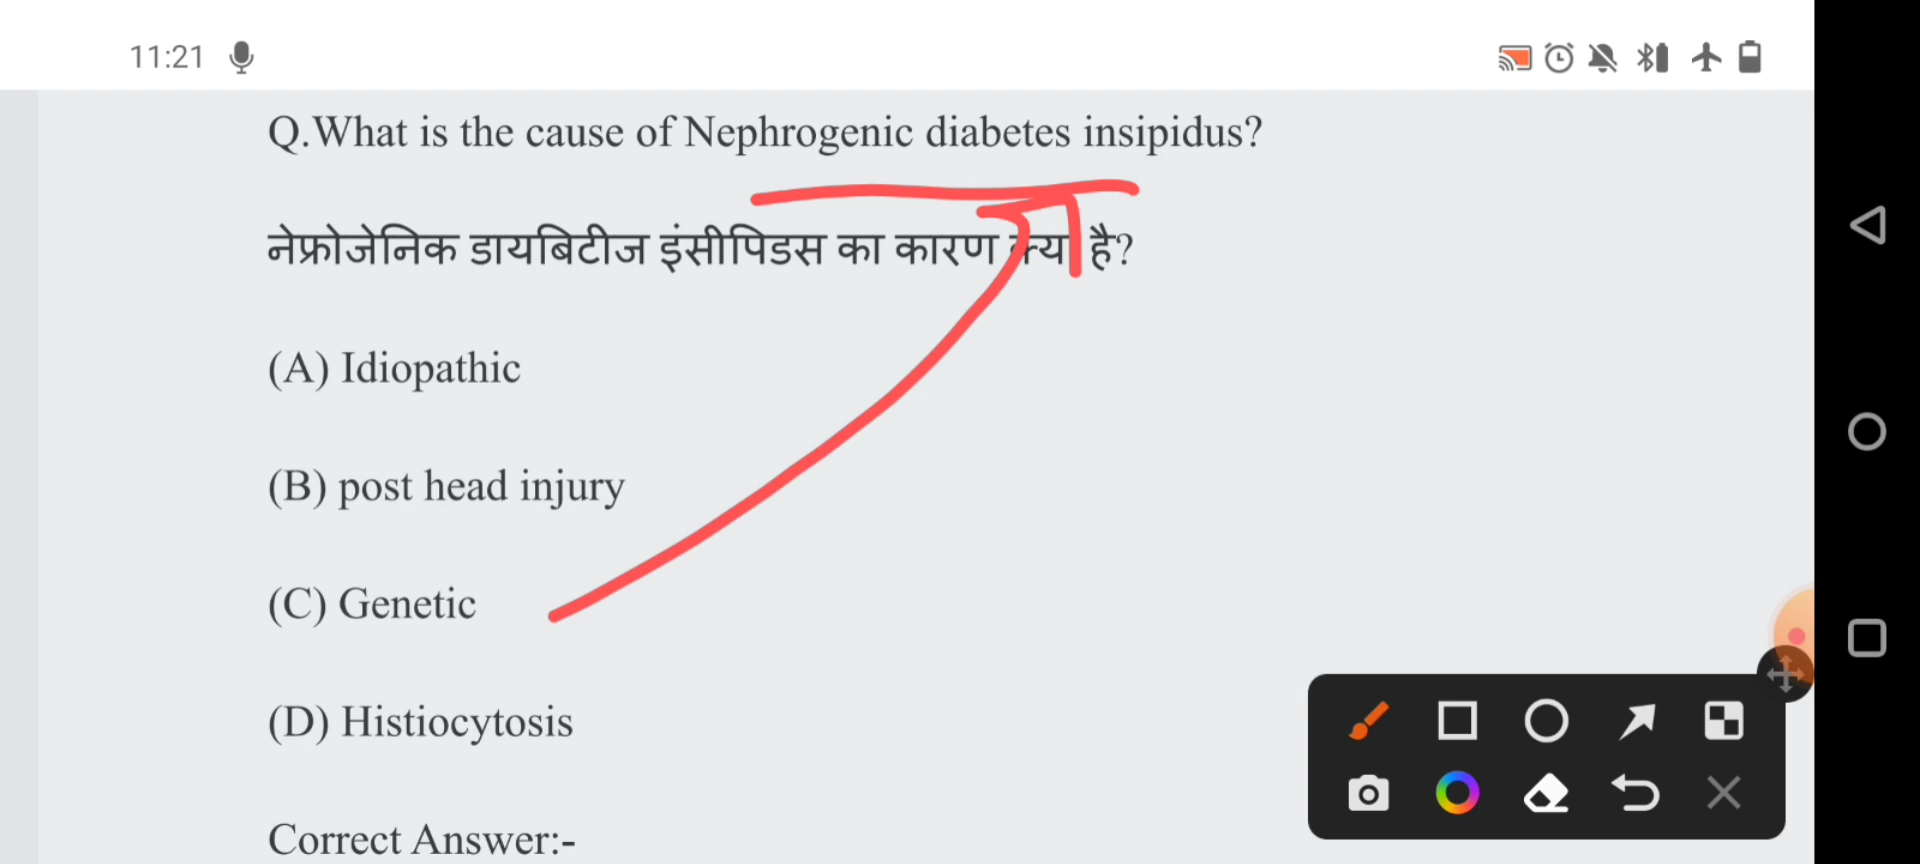 11:21
Q.What is the cause of Nephrogenic diabetes insipidus?
नेफ्रोजेनिक डायबिटीज इंसीपिडस का कारण क्या है?
(A) Idiopathic
(B) post head injury
(C) Genetic
(D) Histiocytosis
Correct Answer:-